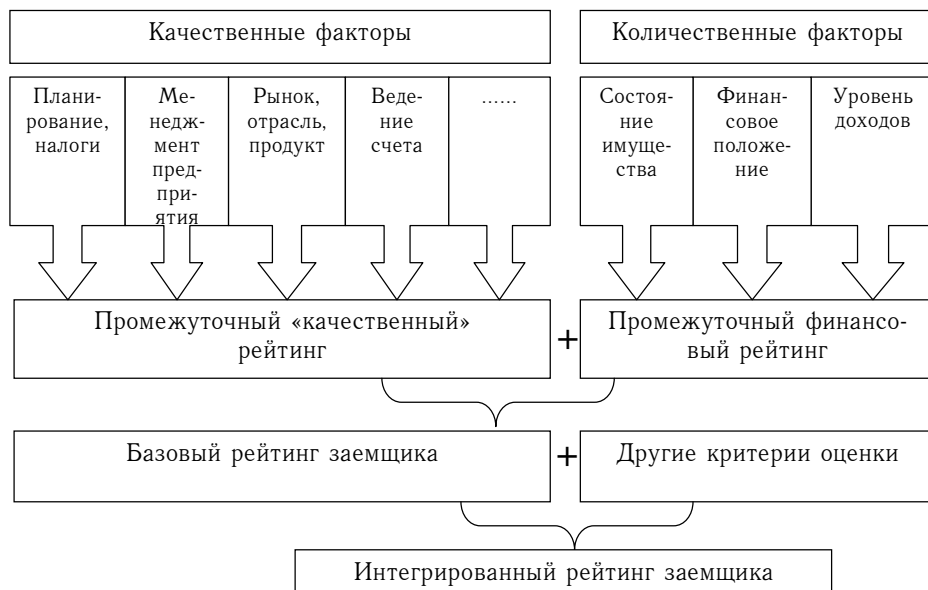 Качественные факторы
Количественные факторы
Плани-
рование,
налоги
Ме-
неджк-
мент
пред-
при-
ятия
Рынок,
отрасль,
продукт
Веде-
ние
счета
......
Состоя-
ние
имуще-
ства
Финан-
совое
положе-
ние
Уровень
доходов
Промежуточный «качественный»
рейтинг
+
Промежуточный финансо-
вый рейтинг
Базовый рейтинг заемщика
+
Другие критерии оценки
Интегрированный рейтинг заемщика